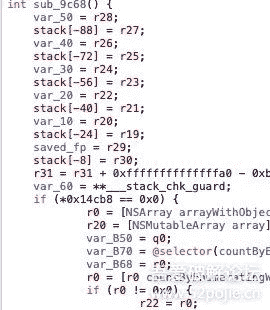 int sub_9c68() {
var_50 = r28;
stack[-88] = r27;
var_40 = r26;
stack[-72] = r25;
var_30 = r24;
stack[-56] = r23;
var_20 = r22;
stack[-40] = r21;
var_10 = r20;
stack[-24] = r19;
saved_fp = r29;
stack[-8] = r30;
r31 = r31 + 0xffffffffffffffa0 - 0xb
var_60 = **___stack_chk_guard;
if (*0x14cb8 == 0x0) {
r0 = [NSArray arrayWithObjec
r20 = [NSMutableArray array]
var_B50 = q0;
var_B70 = @selector(countByE
var_B68 = r0;
r0 = [r0 countByEnumeratingW
if (r0 != 0x0) {
r22 = r0;